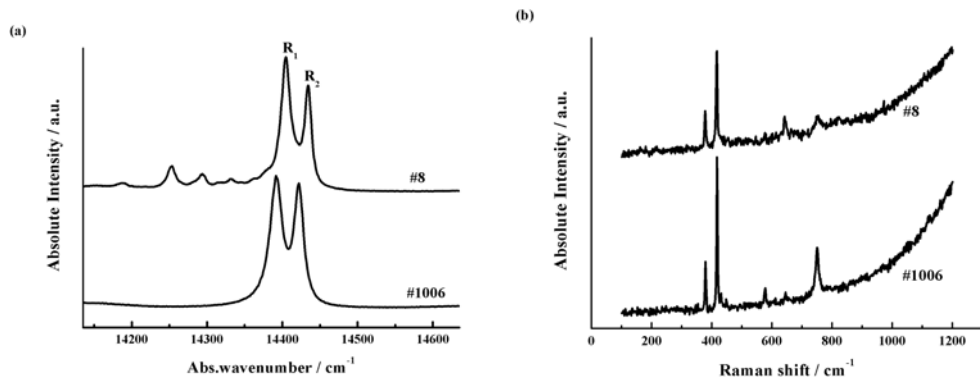 (a)
R1
R2
#8
#1006
Absolute Intensity / a.u.
14200 14300 14400 14500 14600
Abs.wavenumber / cm-1
(b)
#8
#1006
Absolute Intensity / a.u.
0 200 400 600 800 1000 1200
Raman shift / cm-1